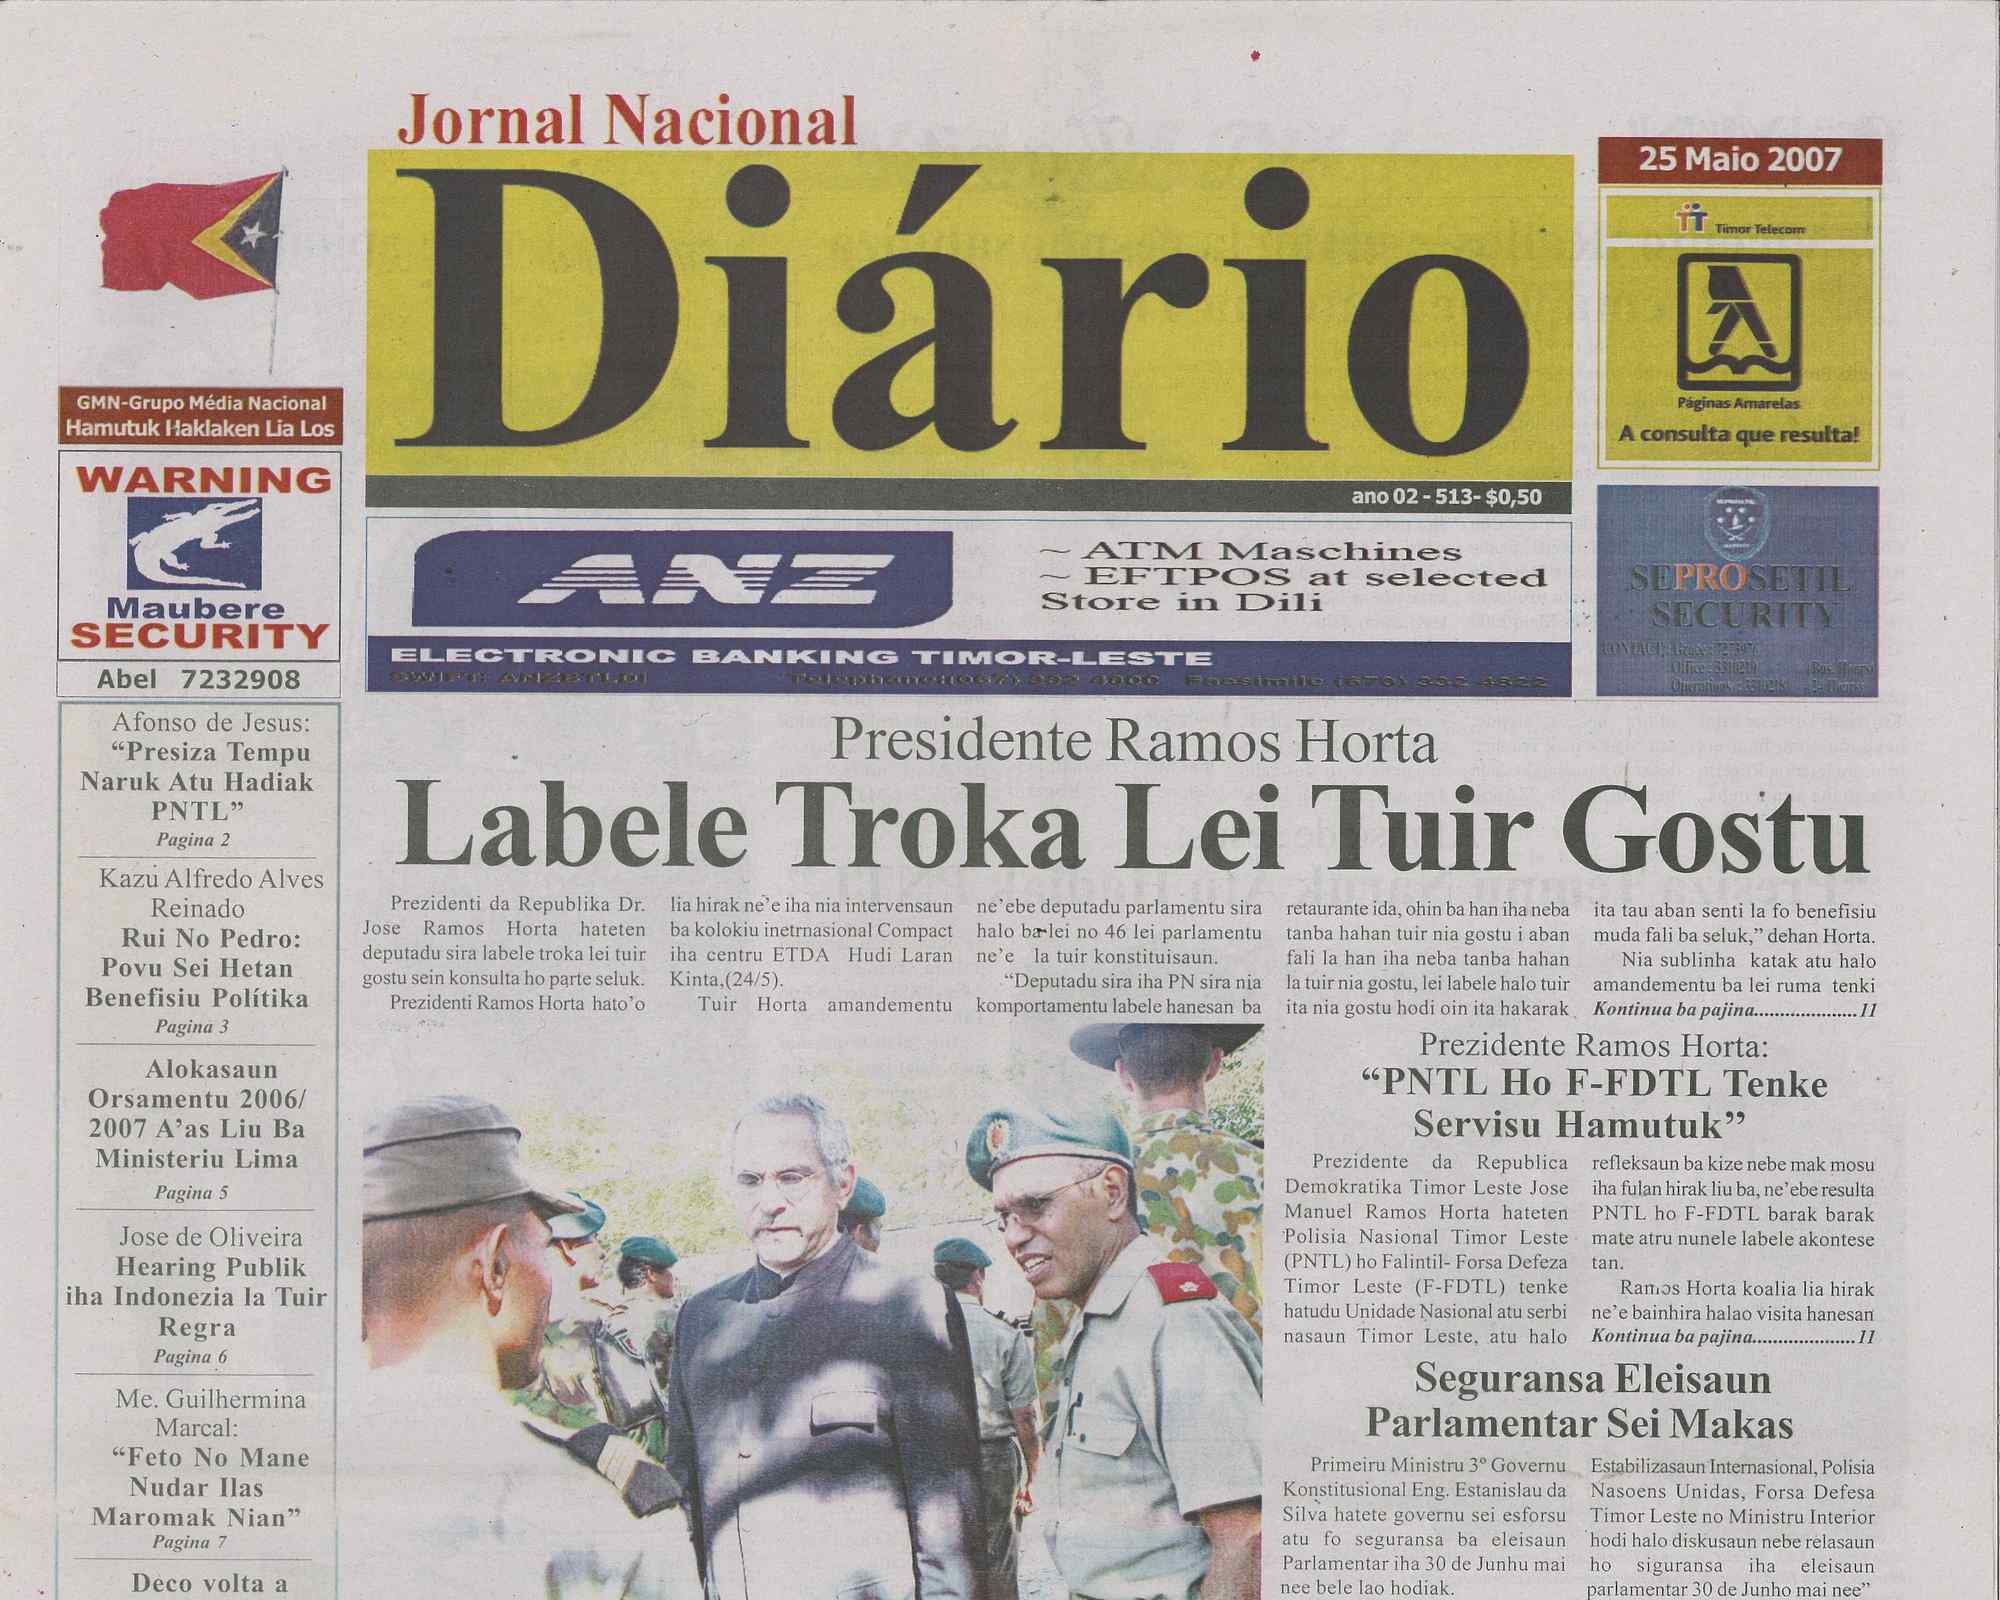 Jornal Nacional
Diário
ano 02 - 513- $0,50
25 Maio 2007
Timor Telecom
Páginas Amarelas
A consulta que resulta!
GMN-Grupo Média Nacional
Hamutuk Haklaken Lia Los
WARNING
Maubere
SECURITY
Abel 7232908
ANZ
~ ATM Maschines
~ EFTPOS at selected
Store in Dili
ELECTRONIC BANKING TIMOR-LESTE
SEPROSETIL
SECURITY
Afonso de Jesus:
“Presiza Tempu
Naruk Atu Hadiak
PNTL”
Pagina 2
Kazu Alfredo Alves
Reinado
Rui No Pedro:
Povu Sei Hetan
Benefisiu Polítika
Pagina 3
Alokasaun
Orsamentu 2006/
2007 A’as Liu Ba
Ministeriu Lima
Pagina 5
Jose de Oliveira
Hearing Publik
iha Indonezia la Tuir
Regra
Pagina 6
Me. Guilhermina
Marcal:
“Feto No Mane
Nudar Ilas
Maromak Nian”
Pagina 7
Deco volta a
Presidente Ramos Horta
Labele Troka Lei Tuir Gostu
Prezidenti da Republika Dr.
Jose Ramos Horta hateten
deputadu sira labele troka lei tuir
gostu sein konsulta ho parte seluk.
Prezidenti Ramos Horta hato’o
lia hirak ne’e iha nia intervensaun
ba kolokiu inetrnasional Compact
iha centru ETDA Hudi Laran
Kinta,(24/5).
Tuir Horta amandementu
ne’ebe deputadu parlamentu sira
halo ba lei no 46 lei parlamentu
ne’e la tuir konstituisaun.
“Deputadu sira iha PN sira nia
komportamentu labele hanesan ba
retaurante ida, ohin ba han iha neba
tanba hahan tuir nia gostu i aban
fali la han iha neba tanba hahan
la tuir nia gostu, lei labele halo tuir
ita nia gostu hodi oin ita hakarak
ita tau aban senti la fo benefisiu
muda fali ba seluk,” dehan Horta.
Nia sublinha katak atu halo
amandementu ba lei ruma tenki
Kontinua ba pajina.....................11
Prezidente Ramos Horta:
“PNTL Ho F-FDTL Tenke
Servisu Hamutuk”
Prezidente da Republica
Demokratika Timor Leste Jose
Manuel Ramos Horta hateten
Polisia Nasional Timor Leste
(PNTL) ho Falintil- Forsa Defeza
Timor Leste (F-FDTL) tenke
hatudu Unidade Nasional atu serbi
nasaun Timor Leste, atu halo
refleksaun ba kize nebe mak mosu
iha fulan hirak liu ba, ne’ebe resulta
PNTL ho F-FDTL barak barak
mate atru nunele labele akontese
tan.
Ramos Horta koalia lia hirak
ne’e bainhira halao visita hanesan
Kontinua ba pajina.....................11
Seguransa Eleisaun
Parlamentar Sei Makas
Primeiru Ministru 3º Governu
Konstitusional Eng. Estanislau da
Silva hatete governu sei esforsu
atu fo seguransa ba eleisaun
Parlamentar iha 30 de Junhu mai
nee bele lao hodiak.
Estabilizasaun Internasional, Polisia
Nasoens Unidas, Forsa Defesa
Timor Leste no Ministru Interior
hodi halo diskusaun nebe relasaun
ho siguransa iha eleisaun
parlamentar 30 de Junho mai nee”